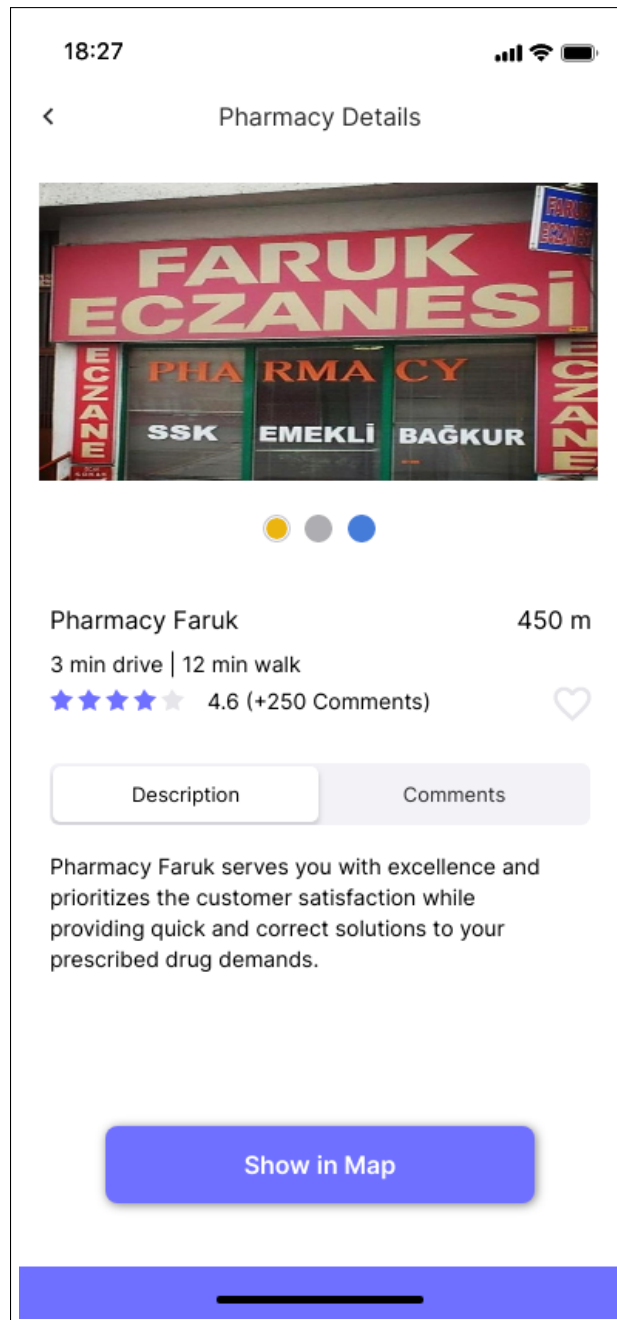 18:27
Pharmacy Details
FARUK
ECZANESİ
FARUK
ECZANESİ
ECZANE
PHARMACY
ECZANE
SSK EMEKLİ BAĞKUR
Pharmacy Faruk 450 m
3 min drive | 12 min walk
4.6 (+250 Comments)
Description Comments
Pharmacy Faruk serves you with excellence and
prioritizes the customer satisfaction while
providing quick and correct solutions to your
prescribed drug demands.
Show in Map